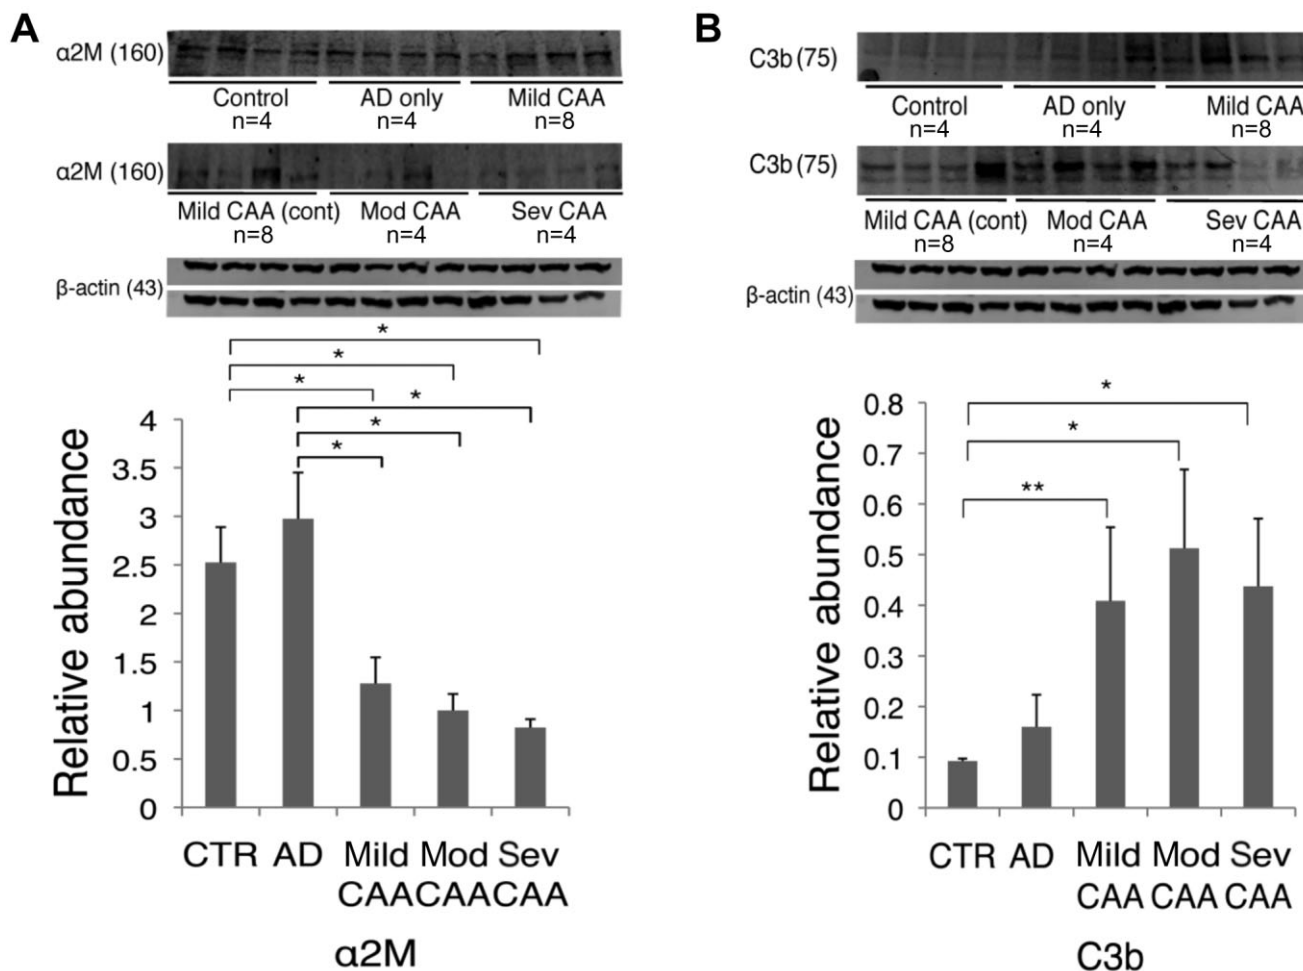 A
α2M (160)
Control AD only Mild CAA
n=4 n=4 n=8
α2M (160)
Mild CAA (cont) Mod CAA Sev CAA
n=8 n=4 n=4
β-actin (43)
*
*
*
*
*
*
4
3.5
3
2.5
2
1.5
1
0.5
0
Relative abundance
CTR AD Mild Mod Sev
CAA CAA CAA
α2M
B
C3b (75)
Control AD only Mild CAA
n=4 n=4 n=8
C3b (75)
Mild CAA (cont) Mod CAA Sev CAA
n=8 n=4 n=4
β-actin (43)
*
*
**
0.8
0.7
0.6
0.5
0.4
0.3
0.2
0.1
0
Relative abundance
CTR AD Mild Mod Sev
CAA CAA CAA
C3b